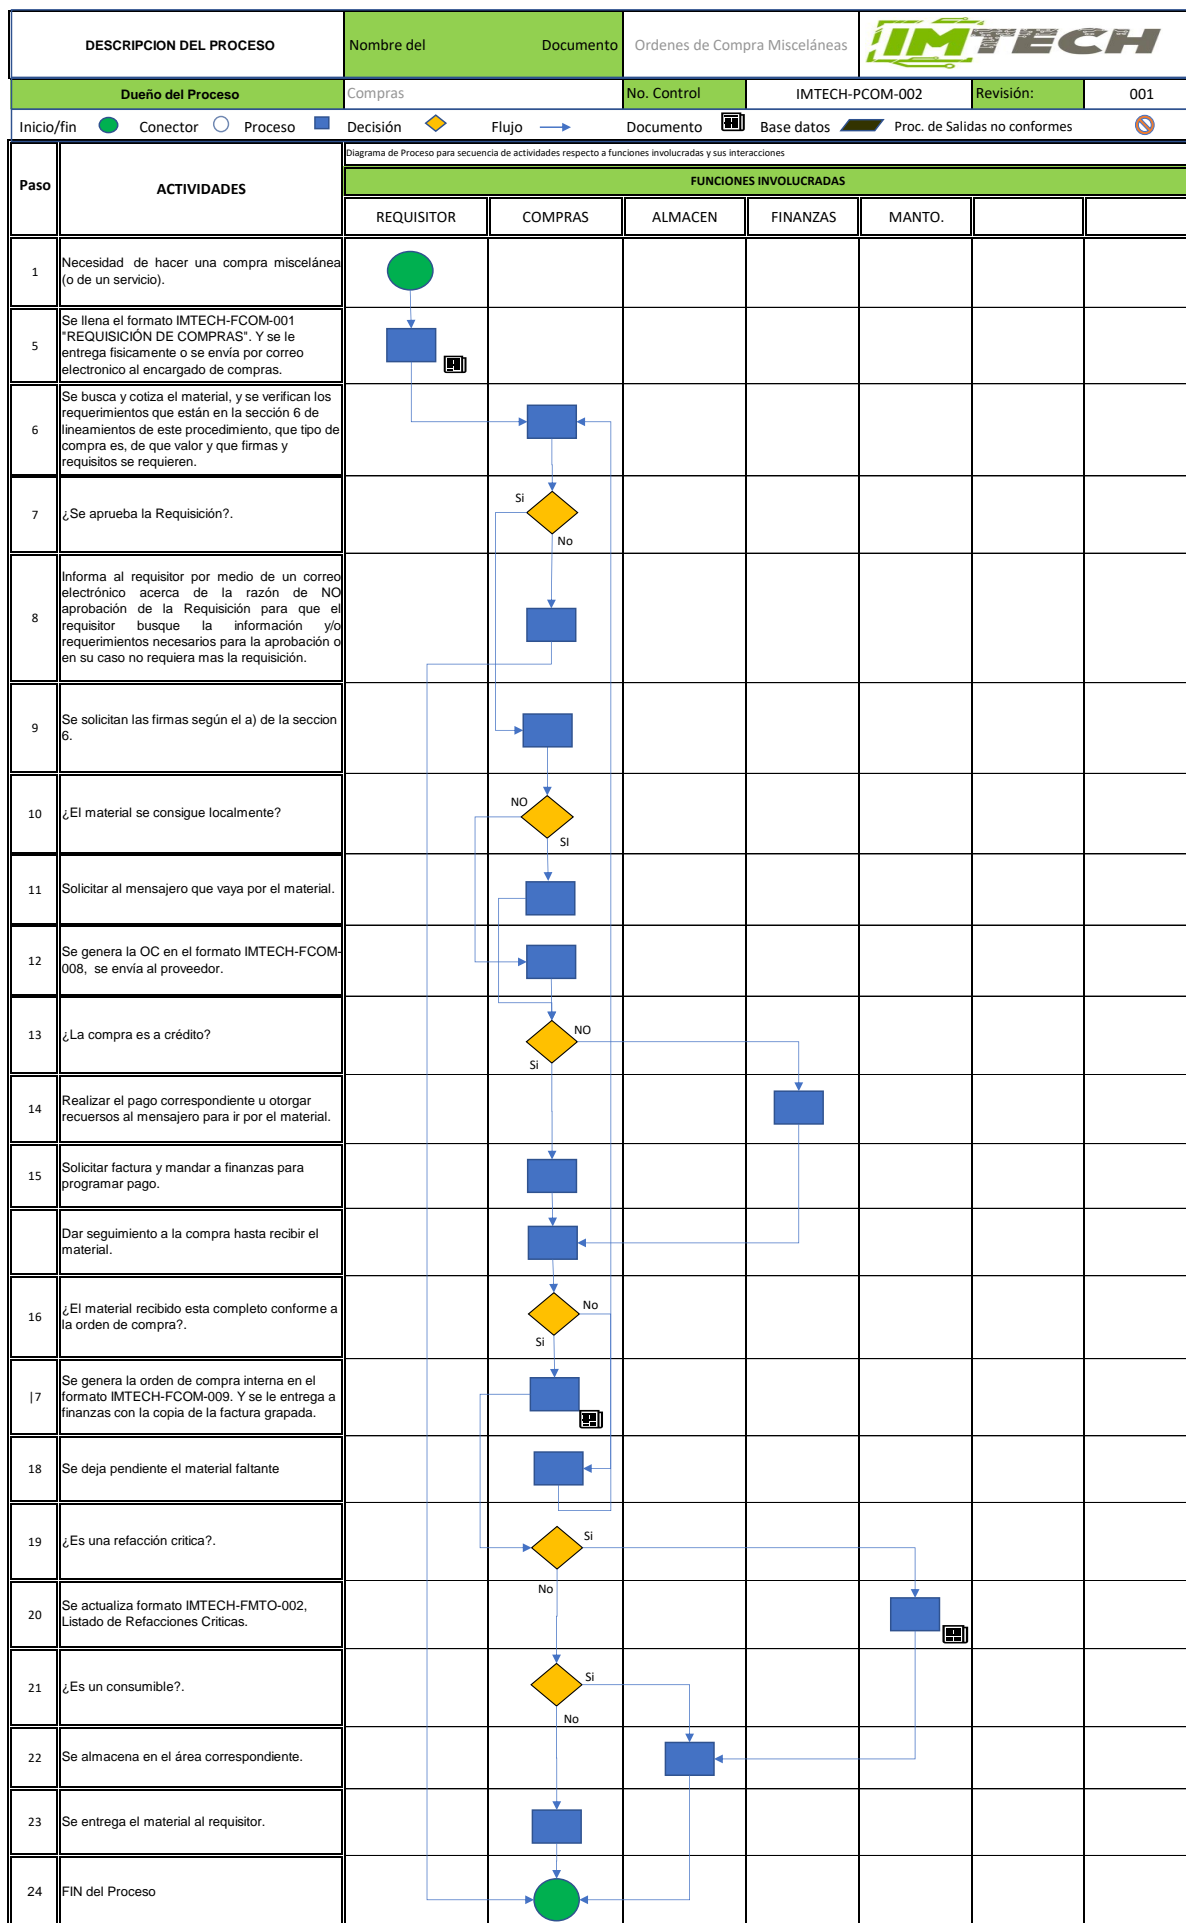 DESCRIPCION DEL PROCESO
Nombre del Documento
Ordenes de Compra Misceláneas
IMTECH
Dueño del Proceso
Compras
No. Control
IMTECH-PCOM-002
Revisión:
001
Inicio/fin
Conector
Proceso
Decisión
Flujo
Documento
Base datos
Proc. de Salidas no conformes
Paso
ACTIVIDADES
Diagrama de Proceso para secuencia de actividades respecto a funciones involucradas y sus interacciones
FUNCIONES INVOLUCRADAS
REQUISITOR
COMPRAS
ALMACEN
FINANZAS
MANTO.
1
Necesidad de hacer una compra miscelánea
(o de un servicio).
5
Se llena el formato IMTECH-FCOM-001
"REQUISICIÓN DE COMPRAS". Y se le
entrega fisicamente o se envía por correo
electronico al encargado de compras.
6
Se busca y cotiza el material, y se verifican los
requerimientos que están en la sección 6 de
lineamientos de este procedimiento, que tipo de
compra es, de que valor y que firmas y
requisitos se requieren.
7
¿Se aprueba la Requisición?.
Si
No
8
Informa al requisitor por medio de un correo
electrónico acerca de la razón de NO
aprobación de la Requisición para que el
requisitor busque la información y/o
requerimientos necesarios para la aprobación o
en su caso no requiera mas la requisición.
9
Se solicitan las firmas según el a) de la seccion
6.
10
¿El material se consigue localmente?
NO
SI
11
Solicitar al mensajero que vaya por el material.
12
Se genera la OC en el formato IMTECH-FCOM-
008, se envía al proveedor.
13
¿La compra es a crédito?
NO
Si
14
Realizar el pago correspondiente u otorgar
recuersos al mensajero para ir por el material.
15
Solicitar factura y mandar a finanzas para
programar pago.
Dar seguimiento a la compra hasta recibir el
material.
16
¿El material recibido esta completo conforme a
la orden de compra?.
No
Si
|7
Se genera la orden de compra interna en el
formato IMTECH-FCOM-009. Y se le entrega a
finanzas con la copia de la factura grapada.
18
Se deja pendiente el material faltante
19
¿Es una refacción critica?.
Si
No
20
Se actualiza formato IMTECH-FMTO-002,
Listado de Refacciones Criticas.
21
¿Es un consumible?.
Si
No
22
Se almacena en el área correspondiente.
23
Se entrega el material al requisitor.
24
FIN del Proceso